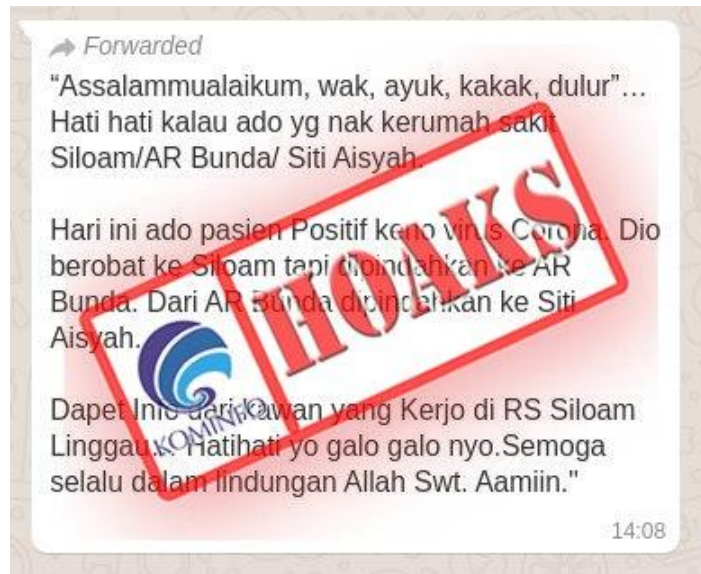 Forwarded
“Assalammualaikum, wak, ayuk, kakak, dulur”...
Hati hati kalau ado yg nak kerumah sakit
Siloam/AR Bunda/ Siti Aisyah.
Hari ini ado pasien Positif keno virus Corona. Dio
berobat ke Siloam tapi dipindahkan ke AR
Bunda. Dari AR Bunda dipindahkan ke Siti
Aisyah.
HOAKS
KOMINFO
Dapet Info dari kawan yang Kerjo di RS Siloam
Linggau. Hatihati yo galo galo nyo.Semoga
selalu dalam lindungan Allah Swt. Aamiin."
14:08